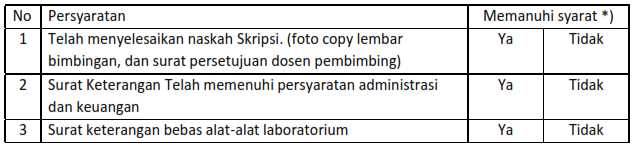 No Persyaratan Memanuhi syarat *)
1 Telah menyelesaikan naskah Skripsi. (foto copy lembar Ya Tidak
bimbingan, dan surat persetujuan dosen pembimbing)
2 Surat Keterangan Telah memenuhi persyaratan administrasi Ya Tidak
dan keuangan
3 Surat keterangan bebas alat-alat laboratorium Ya Tidak